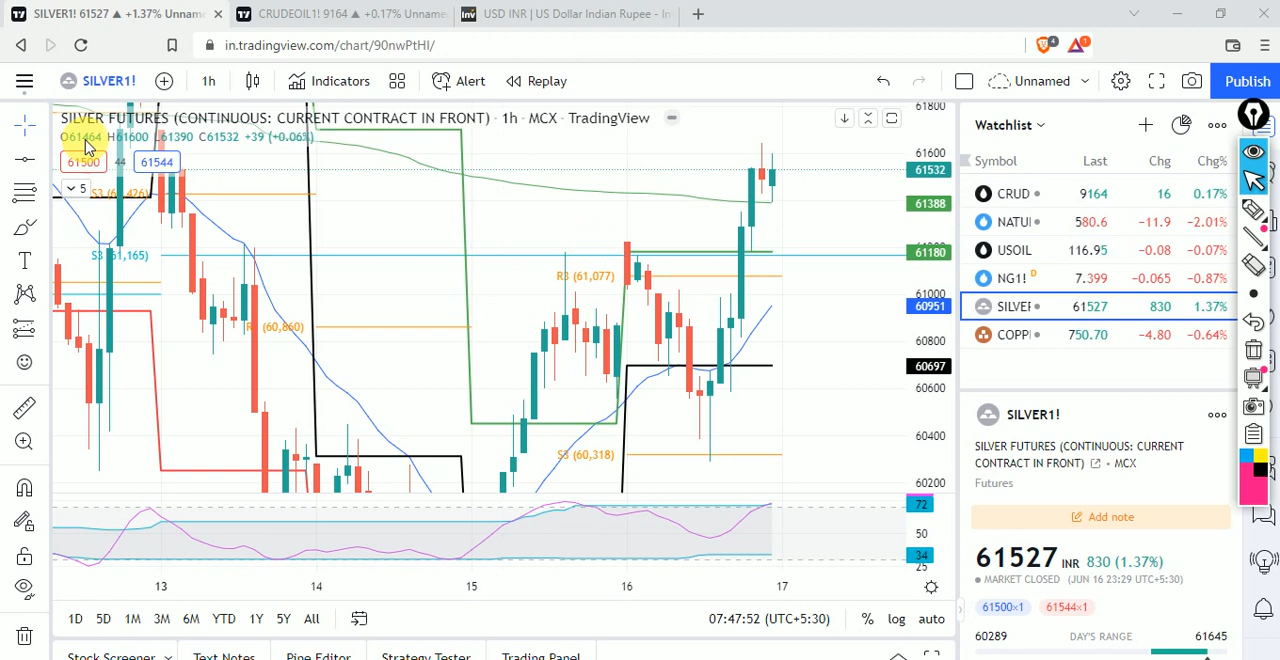 SILVER1! 61527 ▲ +1.37% Unnam
CRUDEOIL1! 9164 ▲ +0.17% Unname
USD INR | US Dollar Indian Rupee - In
in.tradingview.com/chart/90nwPtHI/
4
1
SILVER1!
1h
Indicators
Alert
Replay
Unnamed
Publish
SILVER FUTURES (CONTINUOUS: CURRENT CONTRACT IN FRONT) · 1h · MCX · TradingView
O61464 H61600 L61390 C61532 +39 (+0.06%)
61500 44 61544
5
S3 (61,426)
S3 (61,165)
R3 (61,077)
(60,860)
S3 (60,318)
61800
61600
61532
61388
61180
61000
60951
60800
60697
60600
60400
60200
72
50
34
25
13 14 15 16 17
1D 5D 1M 3M 6M YTD 1Y 5Y All
07:47:52 (UTC+5:30)
% log auto
Stock Screener Text Notes Pine Editor Strategy Tester Trading Panel
Watchlist
Symbol Last Chg Chg%
CRUD 9164 16 0.17%
NATU 580.6 -11.9 -2.01%
USOIL 116.95 -0.08 -0.07%
NG1! D 7.399 -0.065 -0.87%
SILVER 61527 830 1.37%
COPP 750.70 -4.80 -0.64%
SILVER1!
SILVER FUTURES (CONTINUOUS: CURRENT
CONTRACT IN FRONT) • MCX
Futures
Add note
61527 INR 830 (1.37%)
MARKET CLOSED (JUN 16 23:29 UTC+5:30)
61500×1 61544×1
60289 DAY'S RANGE 61645